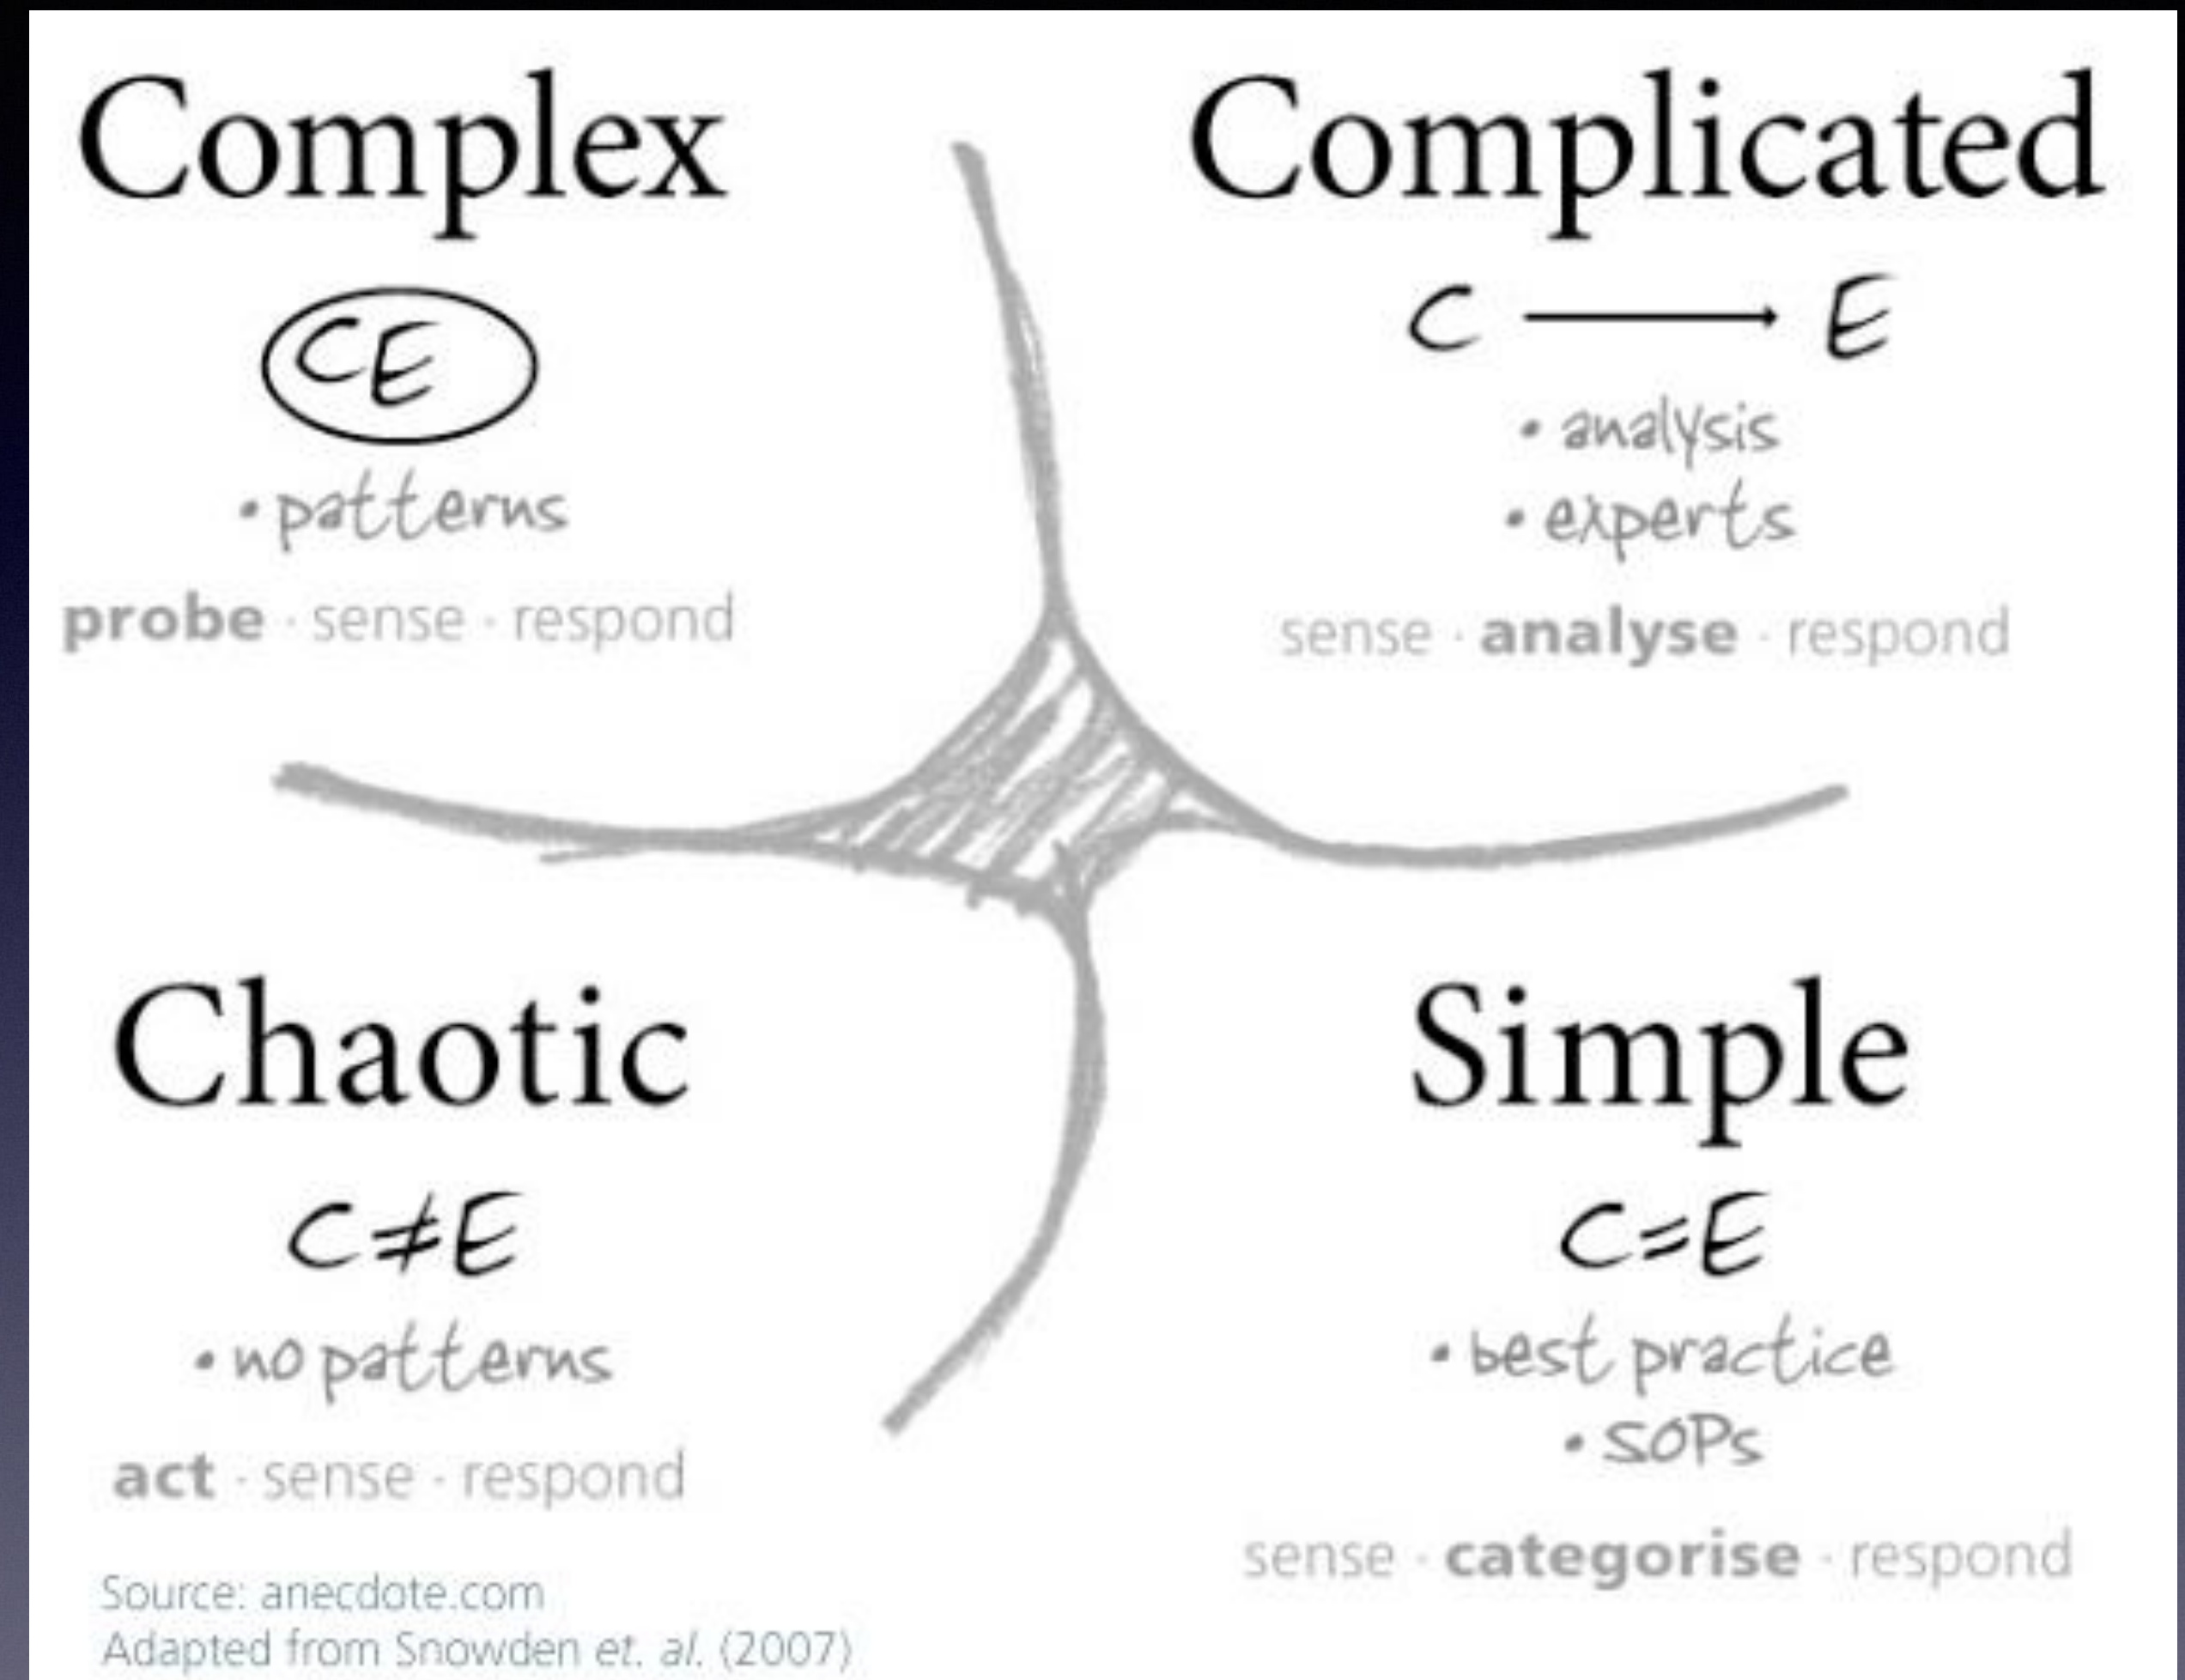 Complex
CE
• patterns
probe · sense · respond
Complicated
C → E
• analysis
• experts
sense · analyse · respond
Chaotic
C≠E
• no patterns
act · sense · respond
Simple
C=E
• best practice
• SOPs
sense · categorise · respond
Source: anecdote.com
Adapted from Snowden et. al. (2007)